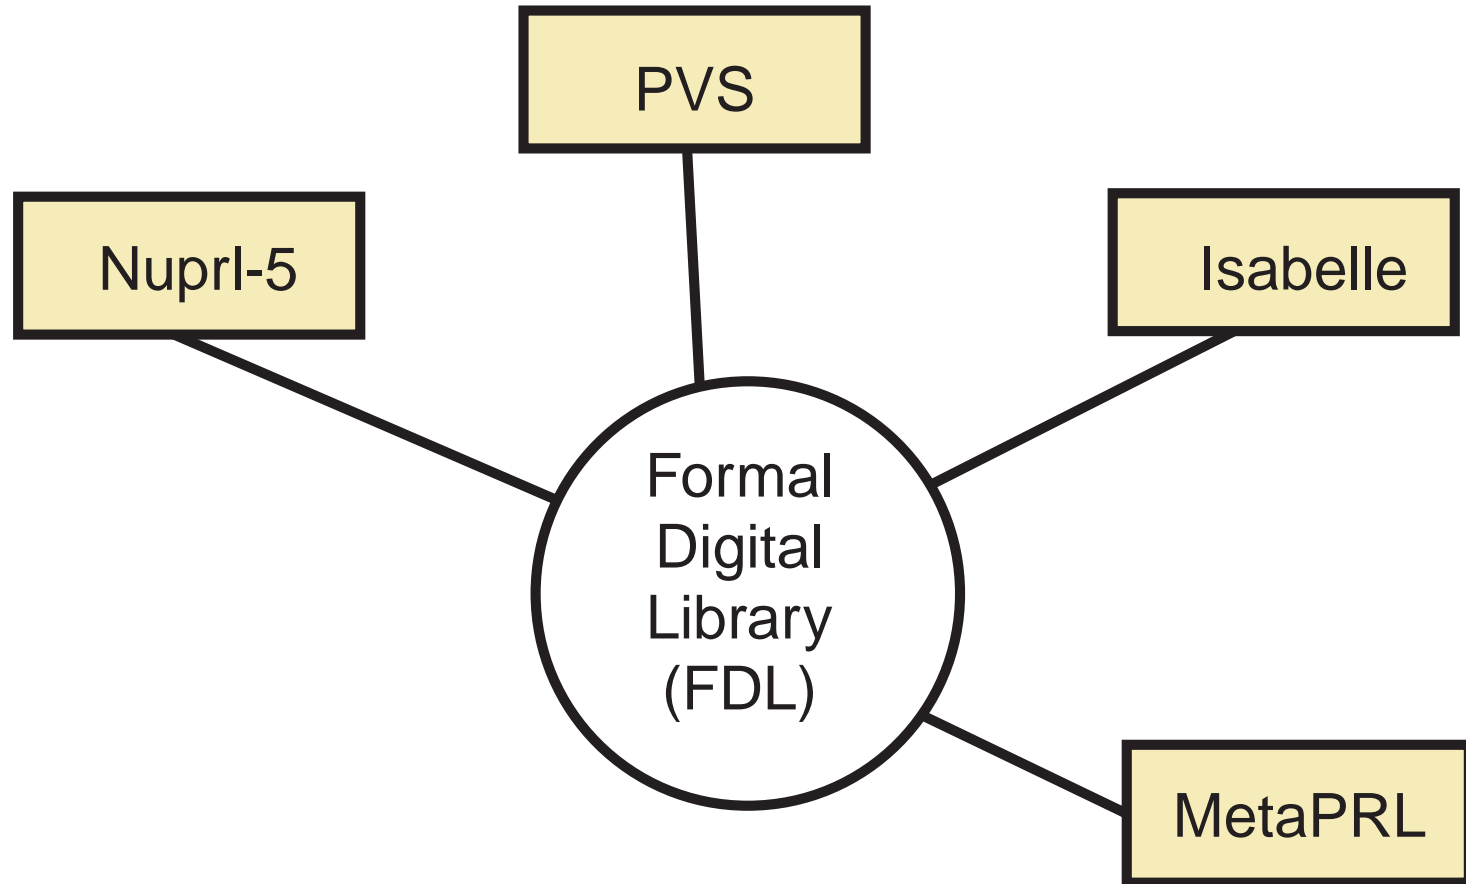 PVS
Nuprl-5
Isabelle
Formal
Digital
Library
(FDL)
MetaPRL